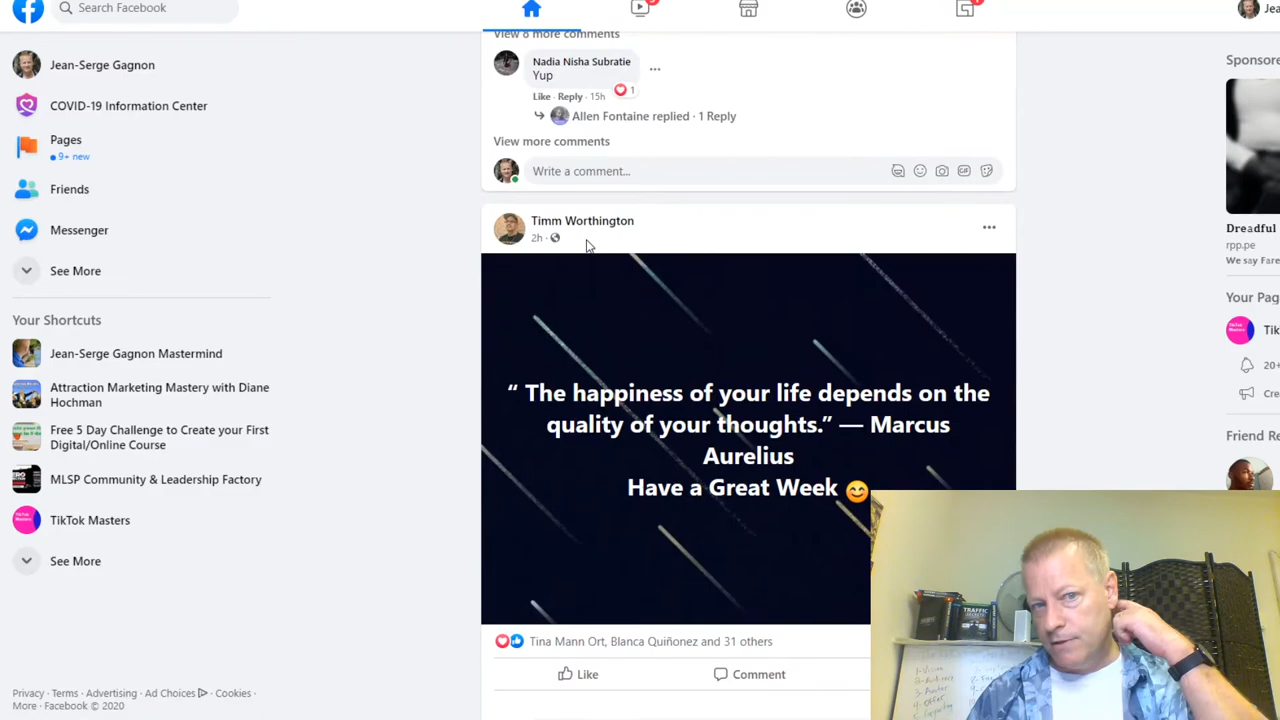 Search Facebook
Jean-Serge Gagnon
COVID-19 Information Center
Pages
9+ new
Friends
Messenger
See More
Your Shortcuts
Jean-Serge Gagnon Mastermind
Attraction Marketing Mastery with Diane
Hochman
Free 5 Day Challenge to Create your First
Digital/Online Course
MLSP Community & Leadership Factory
TikTok Masters
See More
Privacy · Terms · Advertising · Ad Choices · Cookies ·
More · Facebook © 2020
View 8 more comments
Nadia Nisha Subratie
Yup
Like · Reply · 15h
1
Allen Fontaine replied · 1 Reply
View more comments
Write a comment...
GIF
Timm Worthington
2h ·
“ The happiness of your life depends on the
quality of your thoughts.” — Marcus
Aurelius
Have a Great Week 😊
Tina Mann Ort, Blanca Quiñonez and 31 others
Like
Comment
Jea
Sponsore
Dreadful
rpp.pe
We say Fare
Your Pag
Tik
20+
Cre
Friend Re
TRAFFIC
SECRETS